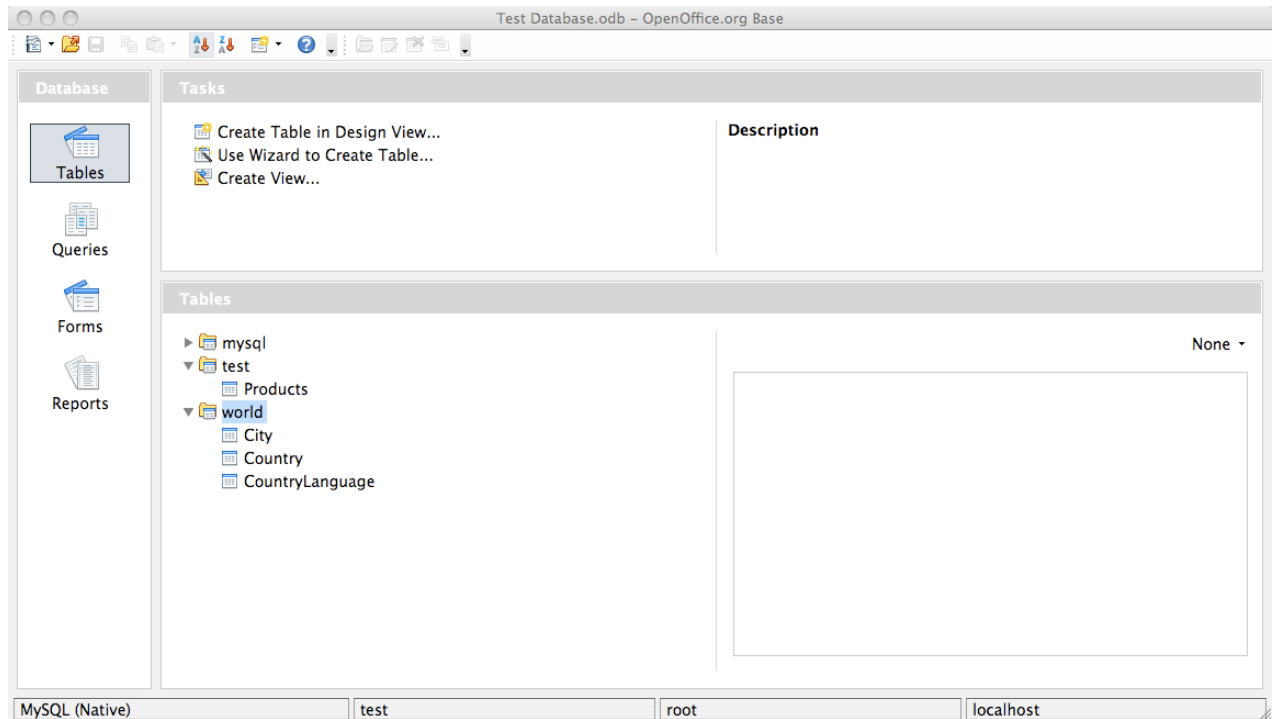 Test Database.odb – OpenOffice.org Base
Database
Tables
Queries
Forms
Reports
Tasks
Create Table in Design View...
Use Wizard to Create Table...
Create View...
Description
Tables
mysql
test
Products
world
City
Country
CountryLanguage
None
MySQL (Native)
test
root
localhost